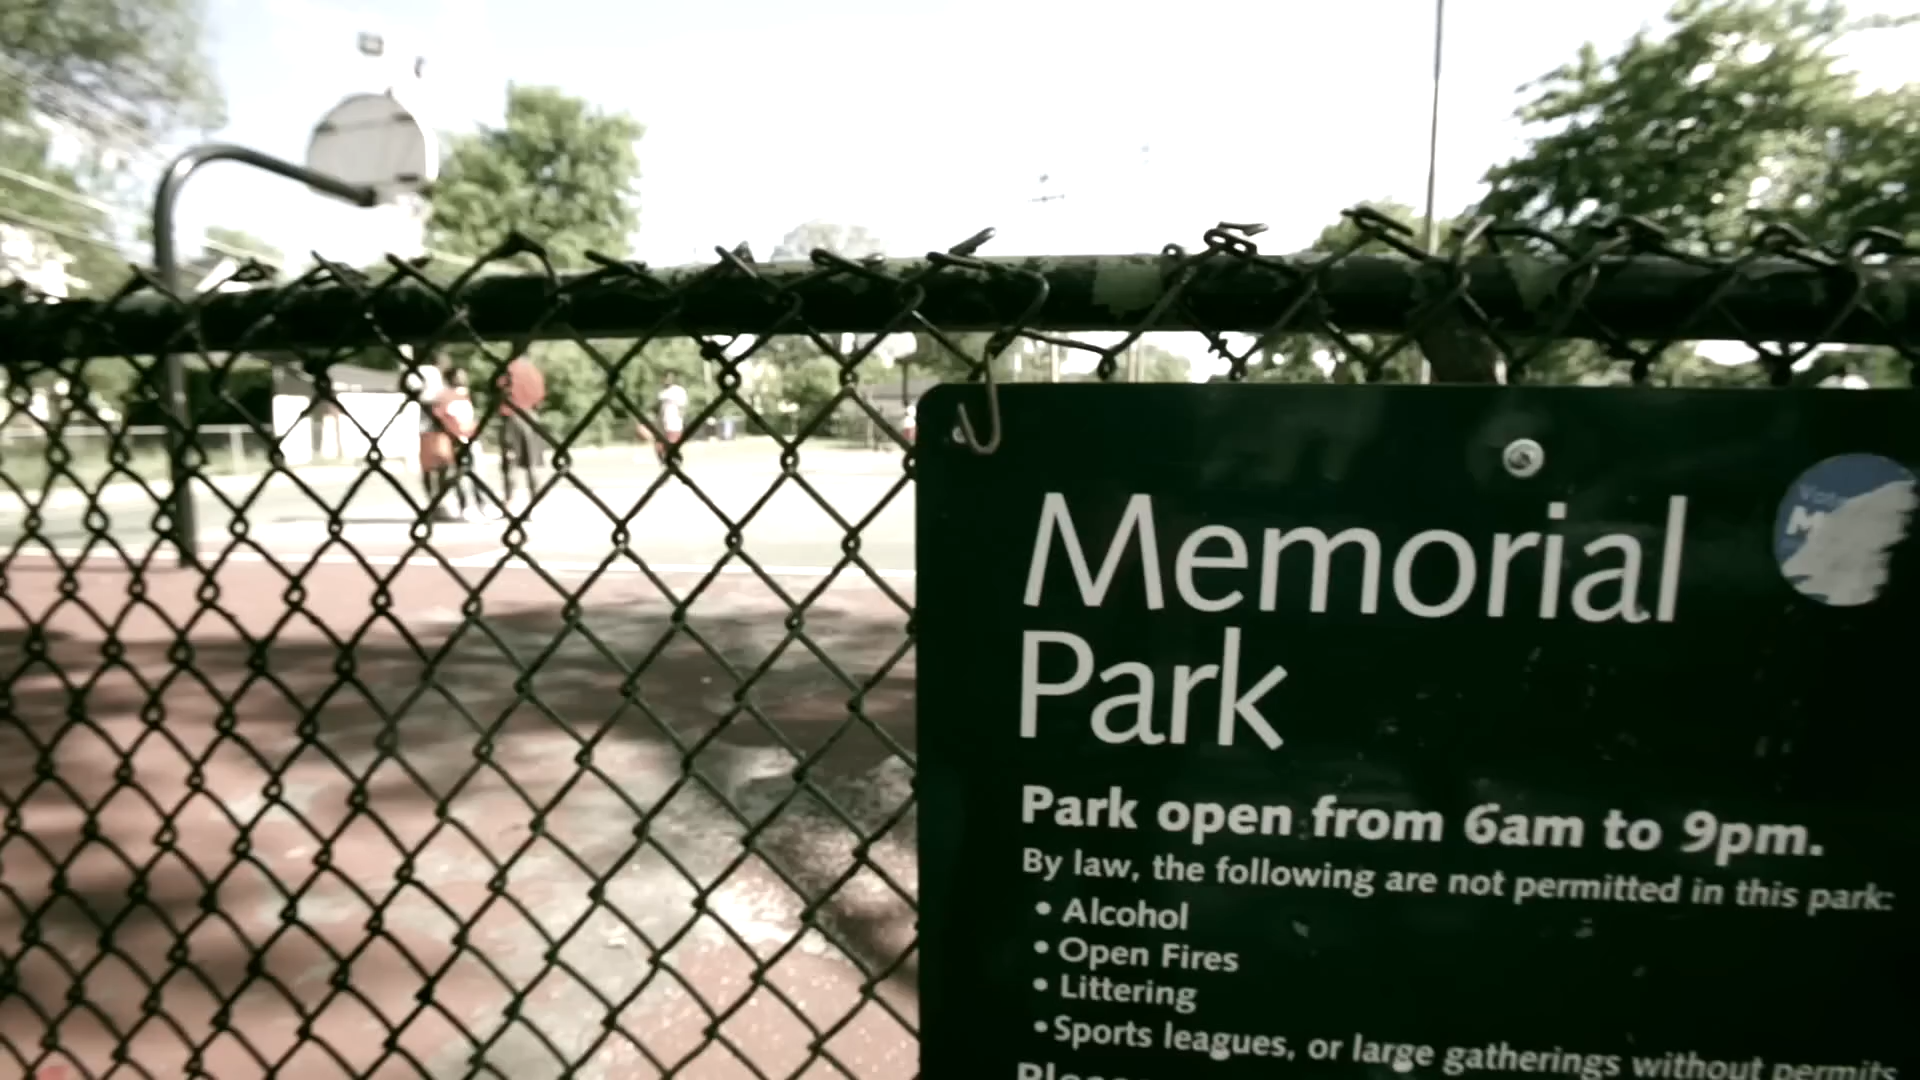 Memorial
Park
Park open from 6am to 9pm.
By law, the following are not permitted in this park:
• Alcohol
• Open Fires
• Littering
• Sports leagues, or large gatherings without permits